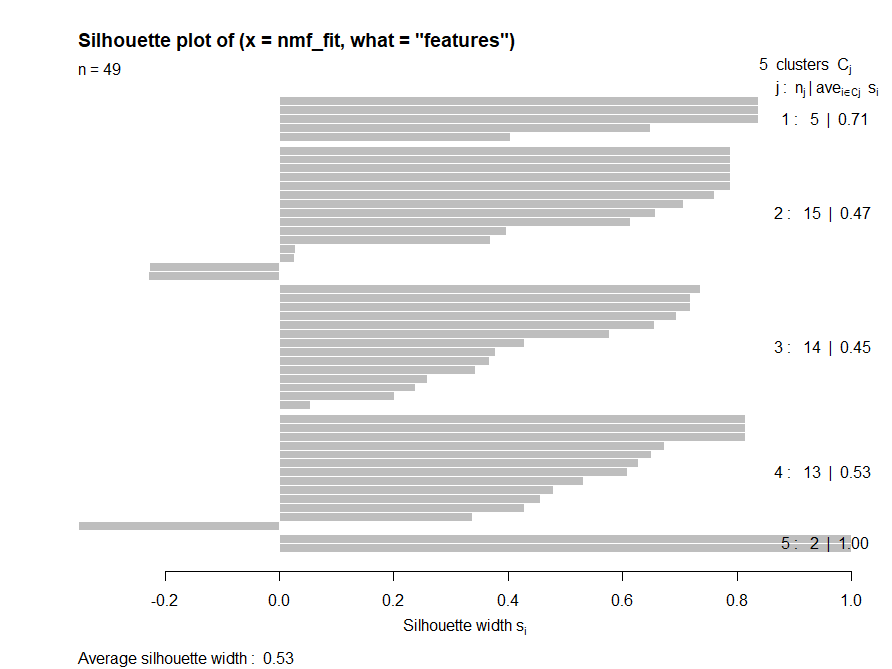 Silhouette plot of (x = nmf_fit, what = "features")
n = 49
5 clusters Cj
j : nj | avei∈Cj si
1 : 5 | 0.71
2 : 15 | 0.47
3 : 14 | 0.45
4 : 13 | 0.53
5 : 2 | 1.00
-0.2 0.0 0.2 0.4 0.6 0.8 1.0
Silhouette width si
Average silhouette width : 0.53